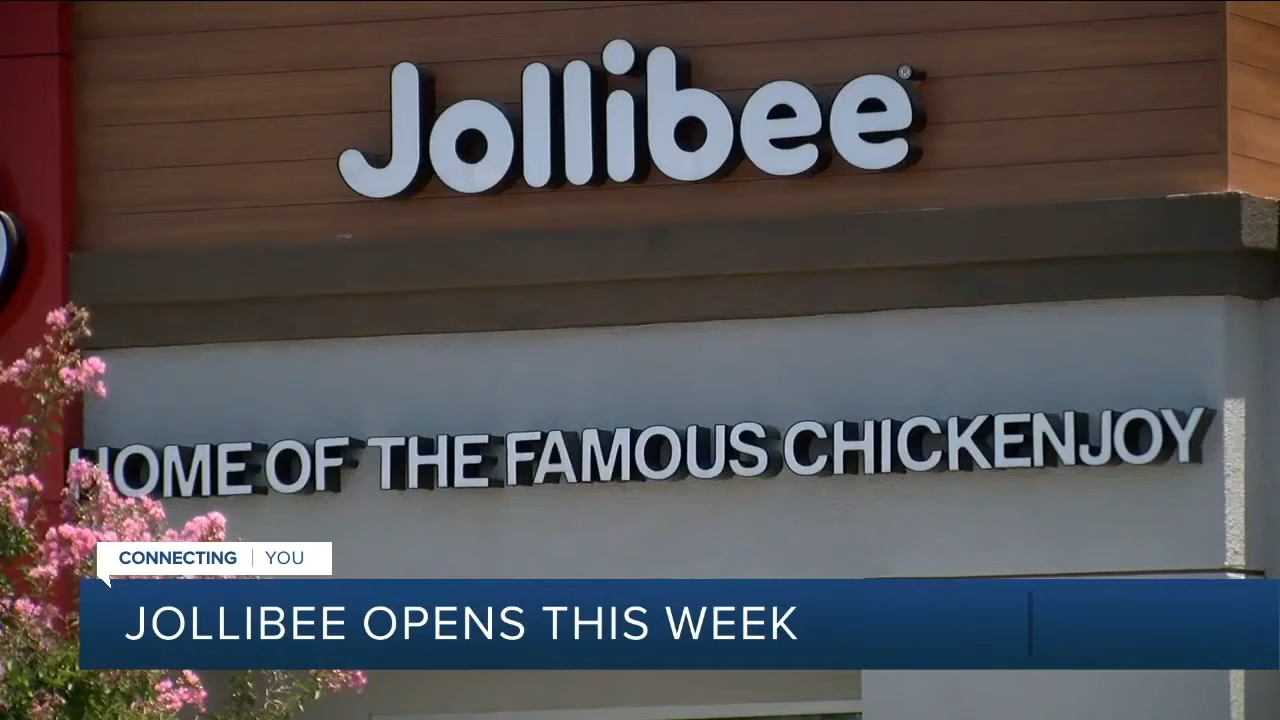 Jollibee®
HOME OF THE FAMOUS CHICKENJOY
CONNECTING | YOU
JOLLIBEE OPENS THIS WEEK